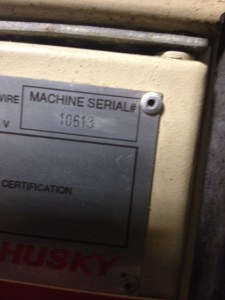 WIRE MACHINE SERIAL#
V 10613
CERTIFICATION
HUSKY